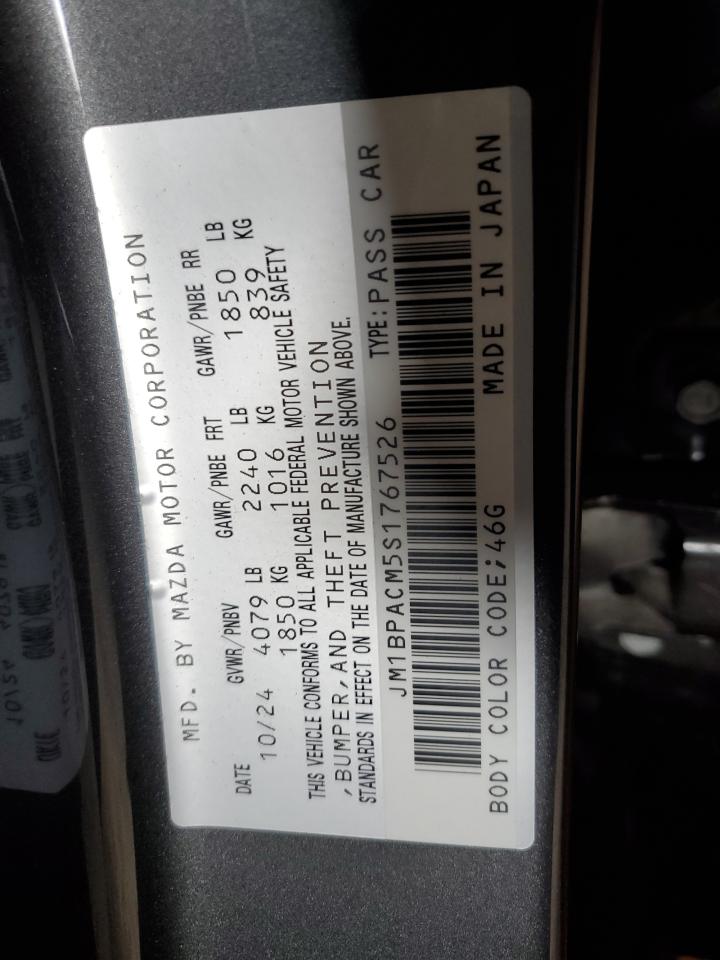 MFD. BY MAZDA MOTOR CORPORATION
DATE GVWR/PNBV GAWR/PNBE FRT GAWR/PNBE RR
10/24 4079 LB 2240 LB 1850 LB
1850 KG 1016 KG 839 KG
THIS VEHICLE CONFORMS TO ALL APPLICABLE FEDERAL MOTOR VEHICLE SAFETY
,BUMPER,AND THEFT PREVENTION
STANDARDS IN EFFECT ON THE DATE OF MANUFACTURE SHOWN ABOVE.
JM1BPACM5S1767526 TYPE:PASS CAR
BODY COLOR CODE;46G MADE IN JAPAN